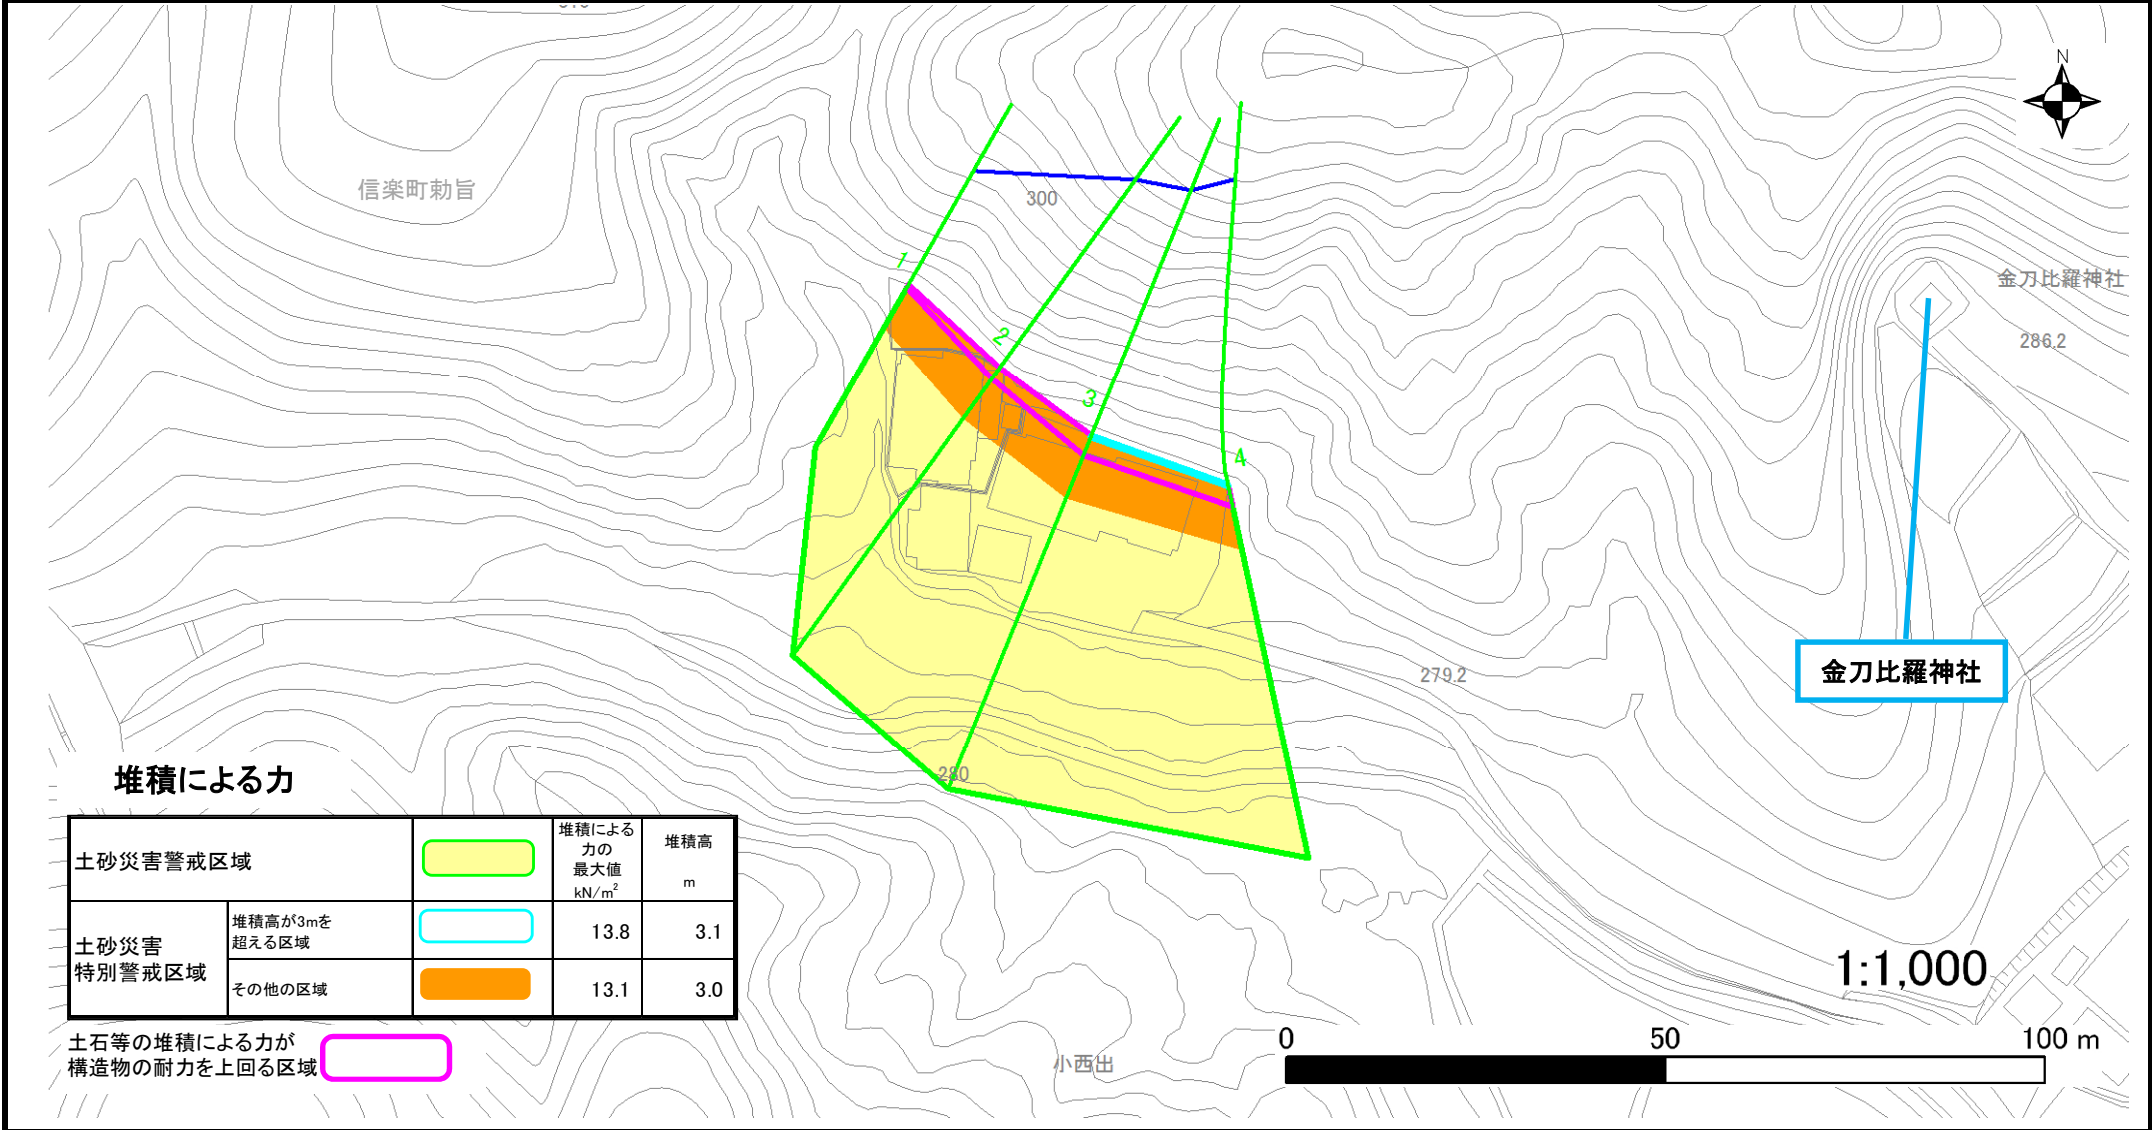 N
信楽町勅旨
300
金刀比羅神社
286.2
1
2
3
4
279.2
金刀比羅神社
280
堆積による力
土砂災害警戒区域
堆積による
力の
最大値
kN/m²
堆積高
m
土砂災害
特別警戒区域
堆積高が3mを
超える区域
13.8
3.1
その他の区域
13.1
3.0
土石等の堆積による力が
構造物の耐力を上回る区域
小西出
1:1,000
0
50
100 m